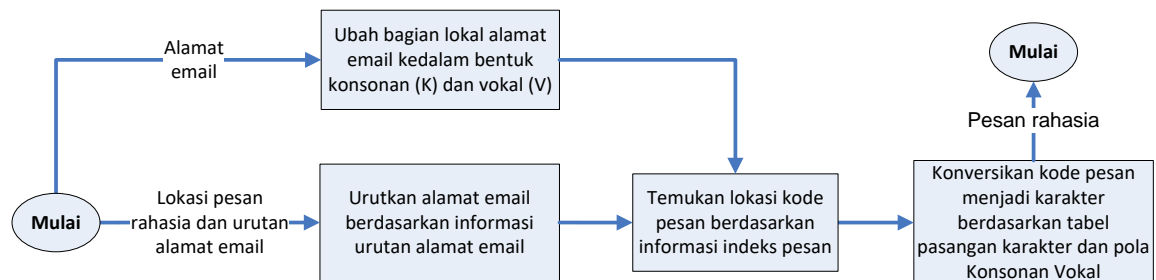 Alamat
email
Ubah bagian lokal alamat
email kedalam bentuk
konsonan (K) dan vokal (V)
Mulai
Pesan rahasia
Mulai
Lokasi pesan
rahasia dan urutan
alamat email
Urutkan alamat email
berdasarkan informasi
urutan alamat email
Temukan lokasi kode
pesan berdasarkan
informasi indeks pesan
Konversikan kode pesan
menjadi karakter
berdasarkan tabel
pasangan karakter dan pola
Konsonan Vokal